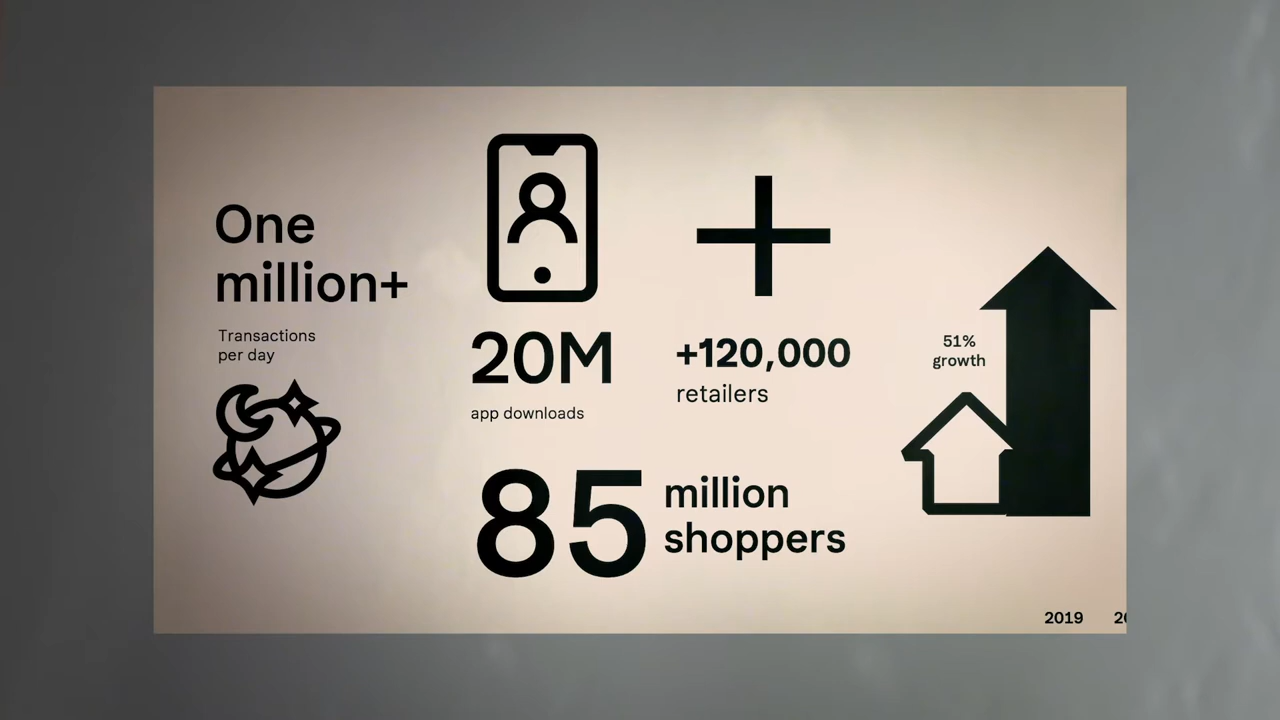 One
million+
Transactions
per day
20M
app downloads
+120,000
retailers
85
million
shoppers
51%
growth
2019